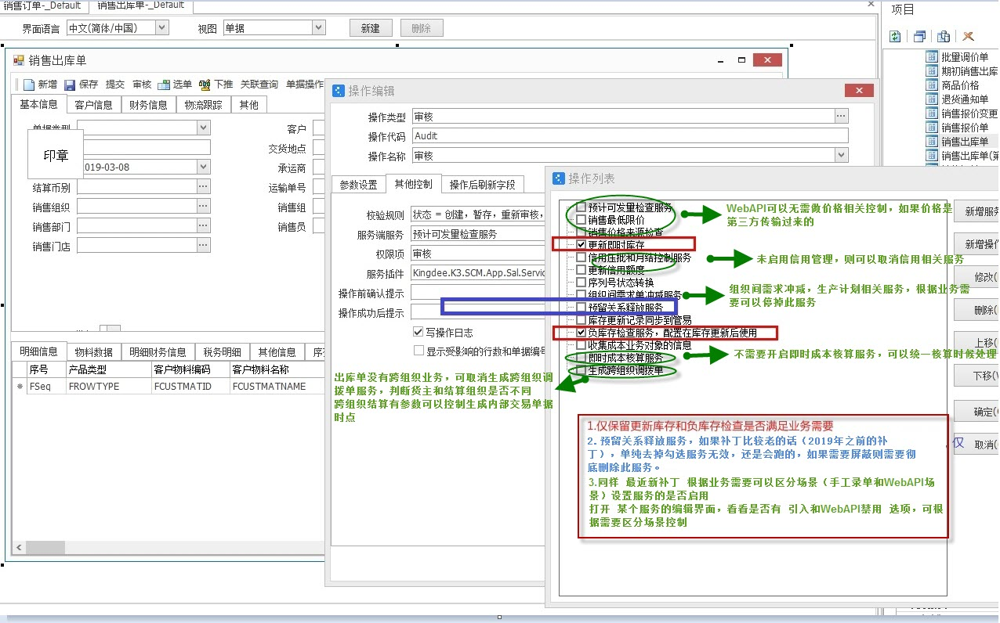 销售订单-_Default
销售出库单-_Default
界面语言 中文(简体/中国) 视图 单据 新建 删除
销售出库单
新增 保存 提交 审核 选单 下推 关联查询 单据操作
基本信息 客户信息 财务信息 物流跟踪 其他
单据类型
客户
印章
交货地点
019-03-08
承运商
结算币别
运输单号
销售组织
销售组
销售部门
销售员
销售门店
明细信息 物料数据 明细财务信息 税务明细 其他信息
序号 产品类型 客户物料编码 客户物料名称
FSeq FROWTYPE FCUSTMATID FCUSTMATNAME
操作编辑
操作类型 审核
操作代码 Audit
操作名称 审核
参数设置 其他控制 操作后刷新字段
校验规则 状态 = 创建，暂存，重新审核，
服务端服务 预计可发量检查服务
权限项 审核
服务插件 Kingdee.K3.SCM.App.Sal.Servic
操作前确认提示
操作成功后提示
写操作日志
显示受影响的行数和单据编号
出库单没有跨组织业务，可取消生成跨组织调
拨单服务，判断货主和结算组织是否不同
跨组织结算有参数可以控制生成内部交易单据
时点
操作列表
预计可发量检查服务
销售最低限价
销售价格来源检查
更新即时库存
信用压批和月结控制服务
更新信用额度
序列号状态转换
组织间需求单冲减服务
预留关系释放服务
库存更新记录同步到管易
负库存检查服务，配置在库存更新后使用
收集成本业务对象的信息
即时成本核算服务
生成跨组织调拨单
WebAPI可以无需做价格相关控制，如果价格是
第三方传输过来的
未启用信用管理，则可以取消信用相关服务
组织间需求冲减，生产计划相关服务，根据业务需
要可以停掉此服务
不需要开启即时成本核算服务，可以统一核算时候处理
1.仅保留更新库存和负库存检查是否满足业务需要
2.预留关系释放服务，如果补丁比较老的话（2019年之前的补
丁），单纯去掉勾选服务无效，还是会跑的，如果需要屏蔽则需要彻
底删除此服务。
3.同样 最近新补丁 根据业务需要可以区分场景（手工录单和WebAPI场
景）设置服务的是否启用
打开 某个服务的编辑界面，看看是否有 引入和WebAPI禁用 选项，可根
据需要区分场景控制
新增服务
新增操作
修改(
删除(
上移(
下移(
确定(
仅
取消(
项目
批量调价单
期初销售出库
商品价格
退货通知单
销售报价变更
销售报价单
销售出库单
销售出库单(第